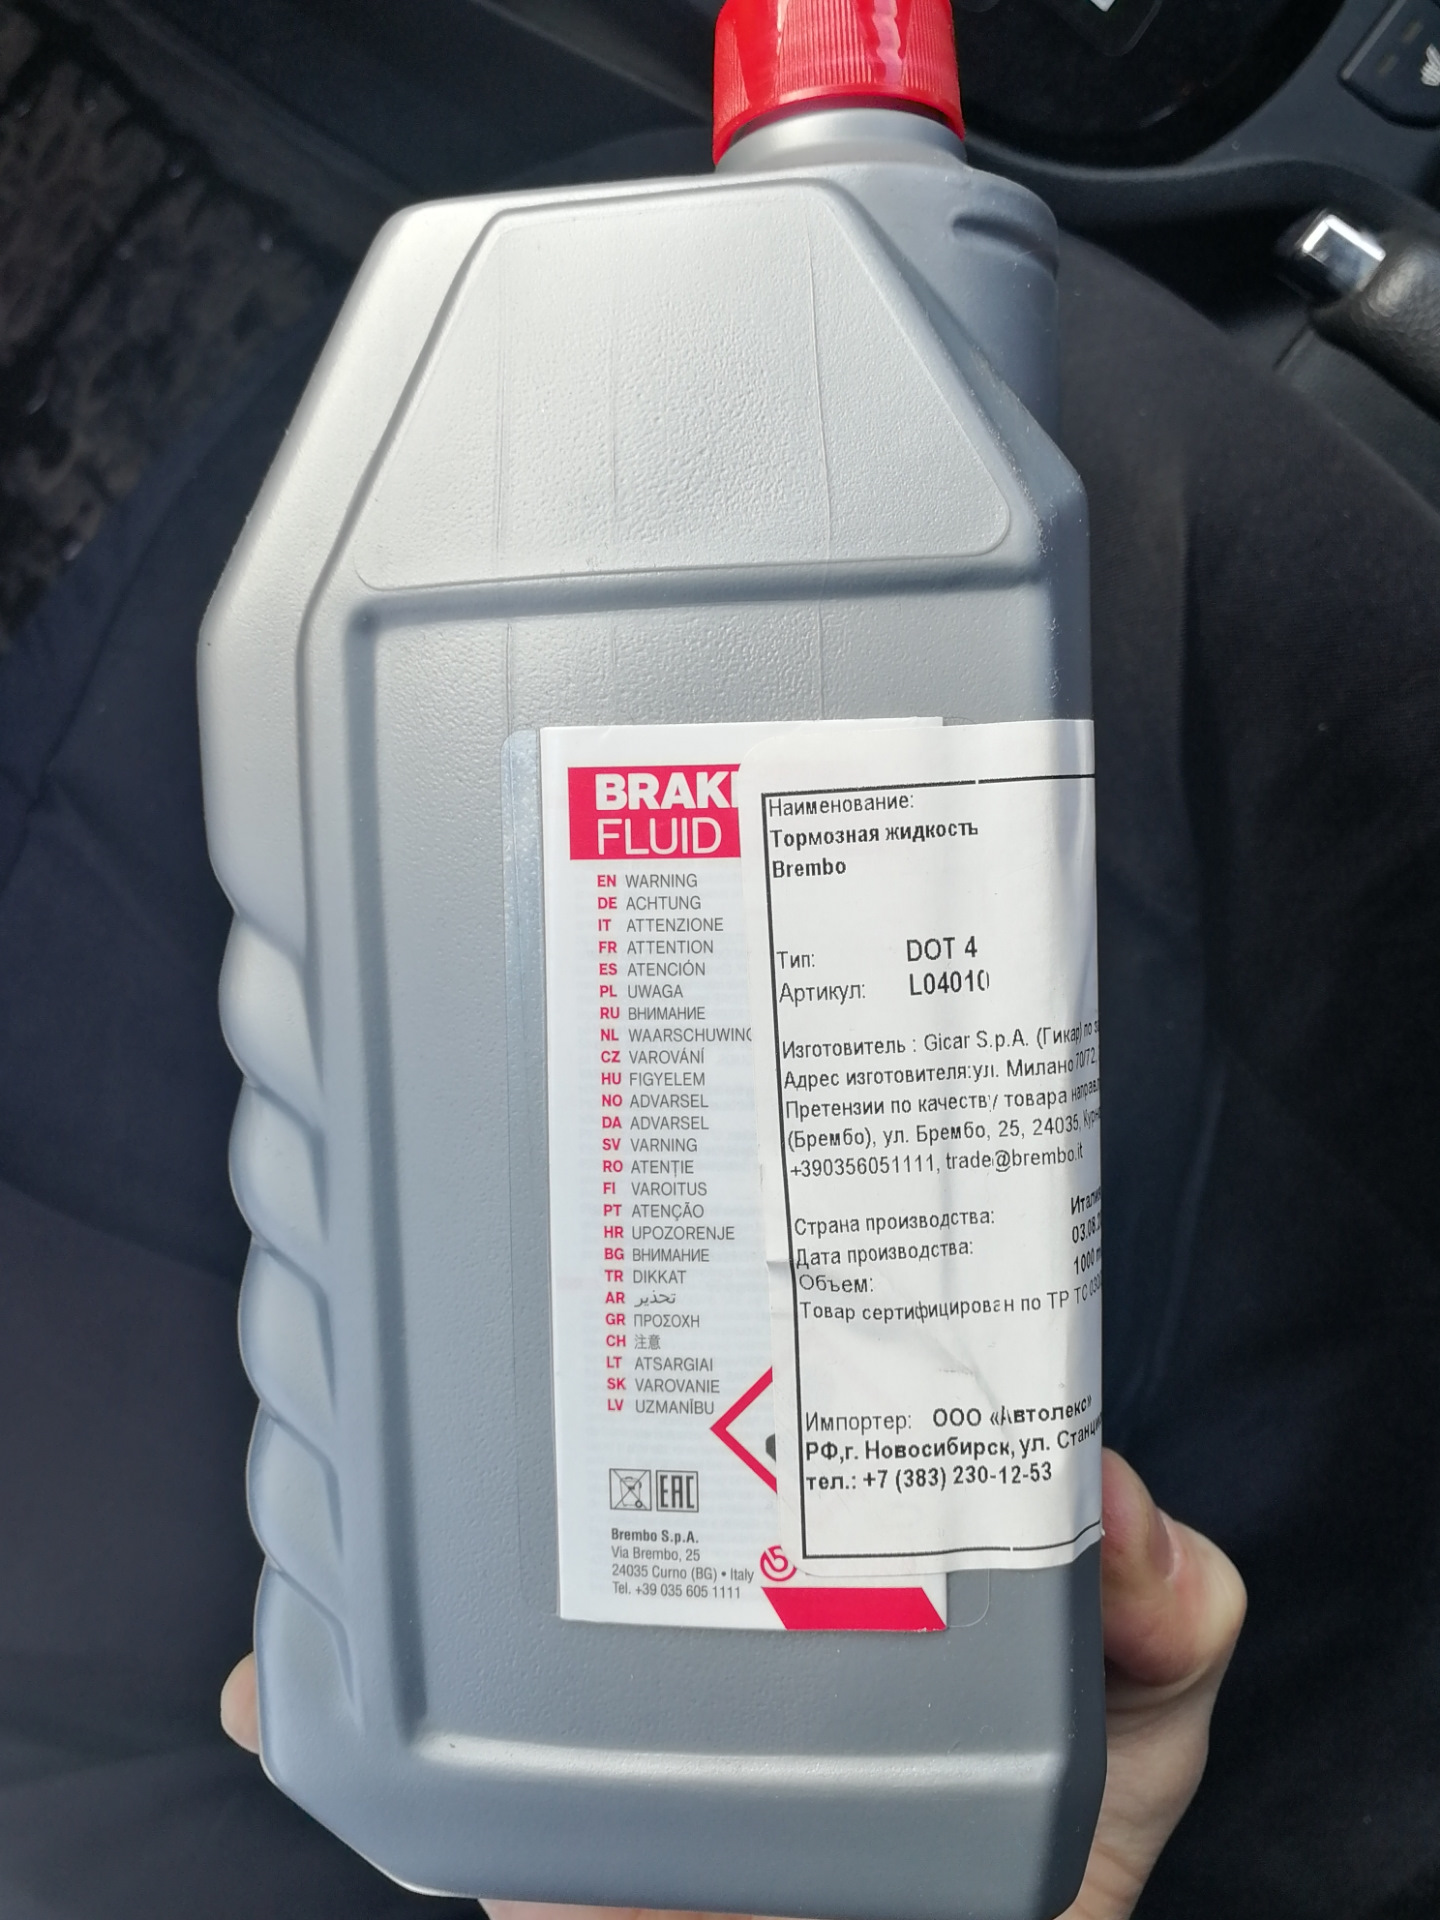 BRAK
FLUID
EN WARNING
DE ACHTUNG
IT ATTENZIONE
FR ATTENTION
ES ATENCIÓN
PL UWAGA
RU ВНИМАНИЕ
NL WAARSCHUWING
CZ VAROVÁNÍ
HU FIGYELEM
NO ADVARSEL
DA ADVARSEL
SV VARNING
RO ATENȚIE
FI VAROITUS
PT ATENÇÃO
HR UPOZORENJE
BG ВНИМАНИЕ
TR DIKKAT
AR تحذير
GR ΠΡΟΣΟΧΗ
CH 注意
LT ATSARGIAI
SK VAROVANIE
LV UZMANĪBU
EAC
Brembo S.p.A.
Via Brembo, 25
24035 Curno (BG) • Italy
Tel. +39 035 605 1111
Наименование:
Тормозная жидкость
Brembo
Тип: DOT 4
Артикул: L04010
Изготовитель : Gicar S.p.A. (Гикар) по
Адрес изготовителя:ул. Милано 70/72,
Претензии по качеству товара
(Брембо), ул. Брембо, 25, 24035,
+390356051111, trade@brembo.it
Страна производства:
Дата производства: 03.08.
Объем: 1000
Товар сертифицирован по ТР ТС
Импортер: ООО «Автолекс»
РФ,г. Новосибирск, ул.
тел.: +7 (383) 230-12-53